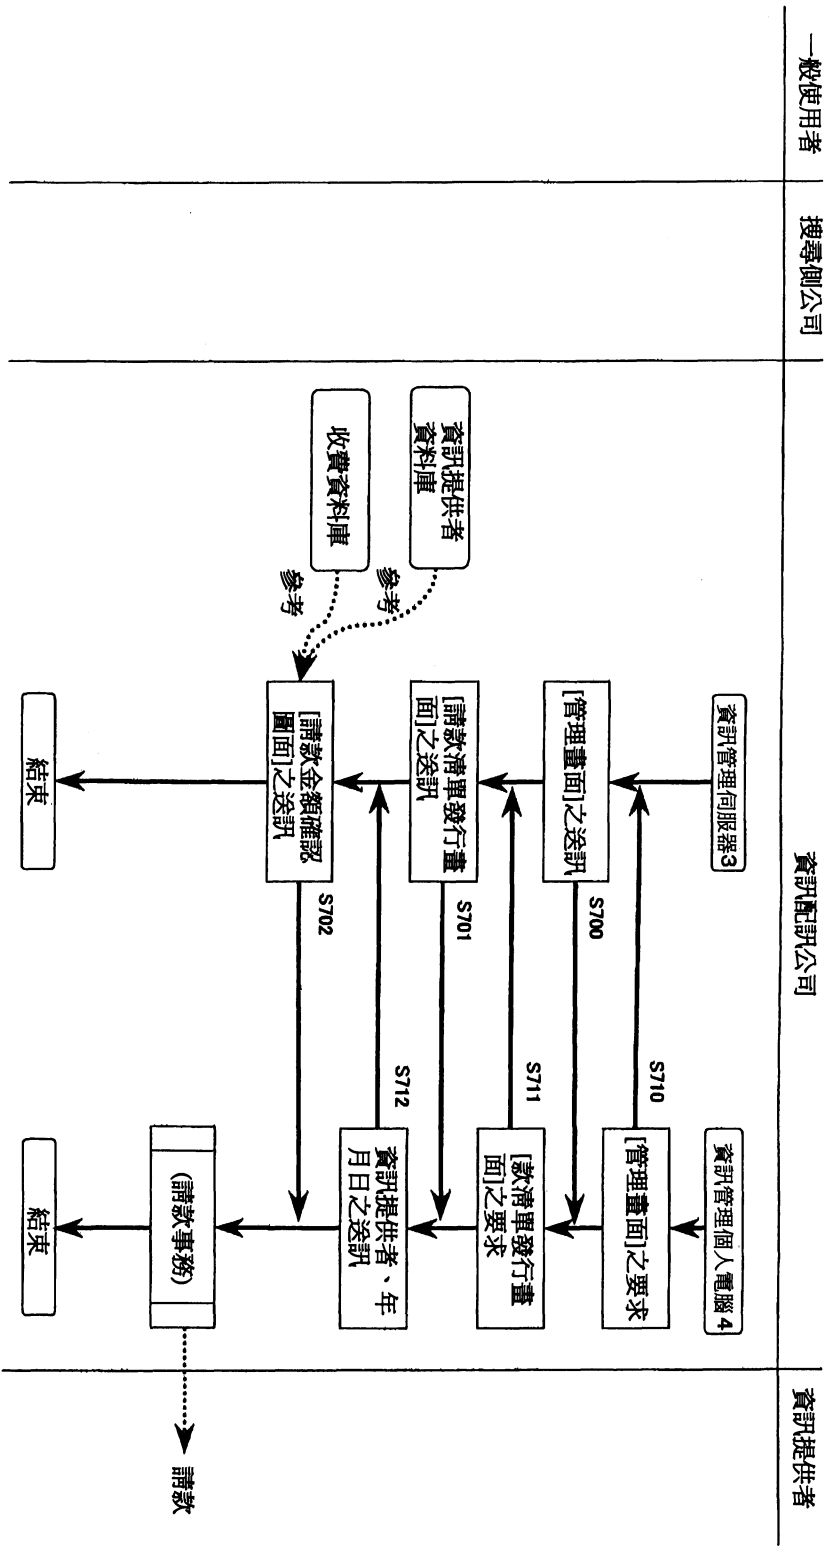 一般使用者
搜尋側公司
資訊配訊公司
資訊提供者
資訊管理伺服器3
資訊管理個人電腦4
S710
[管理畫面]之要求
[管理畫面]之送訊
S700
S711
[款清單發行畫
面]之要求
[請款清單發行畫
面]之送訊
S701
資訊提供者
資料庫
參考
收費資料庫
參考
S712
資訊提供者、年
月日之送訊
[請款金額確認
圖面]之送訊
S702
(請款事務)
請款
結束
結束